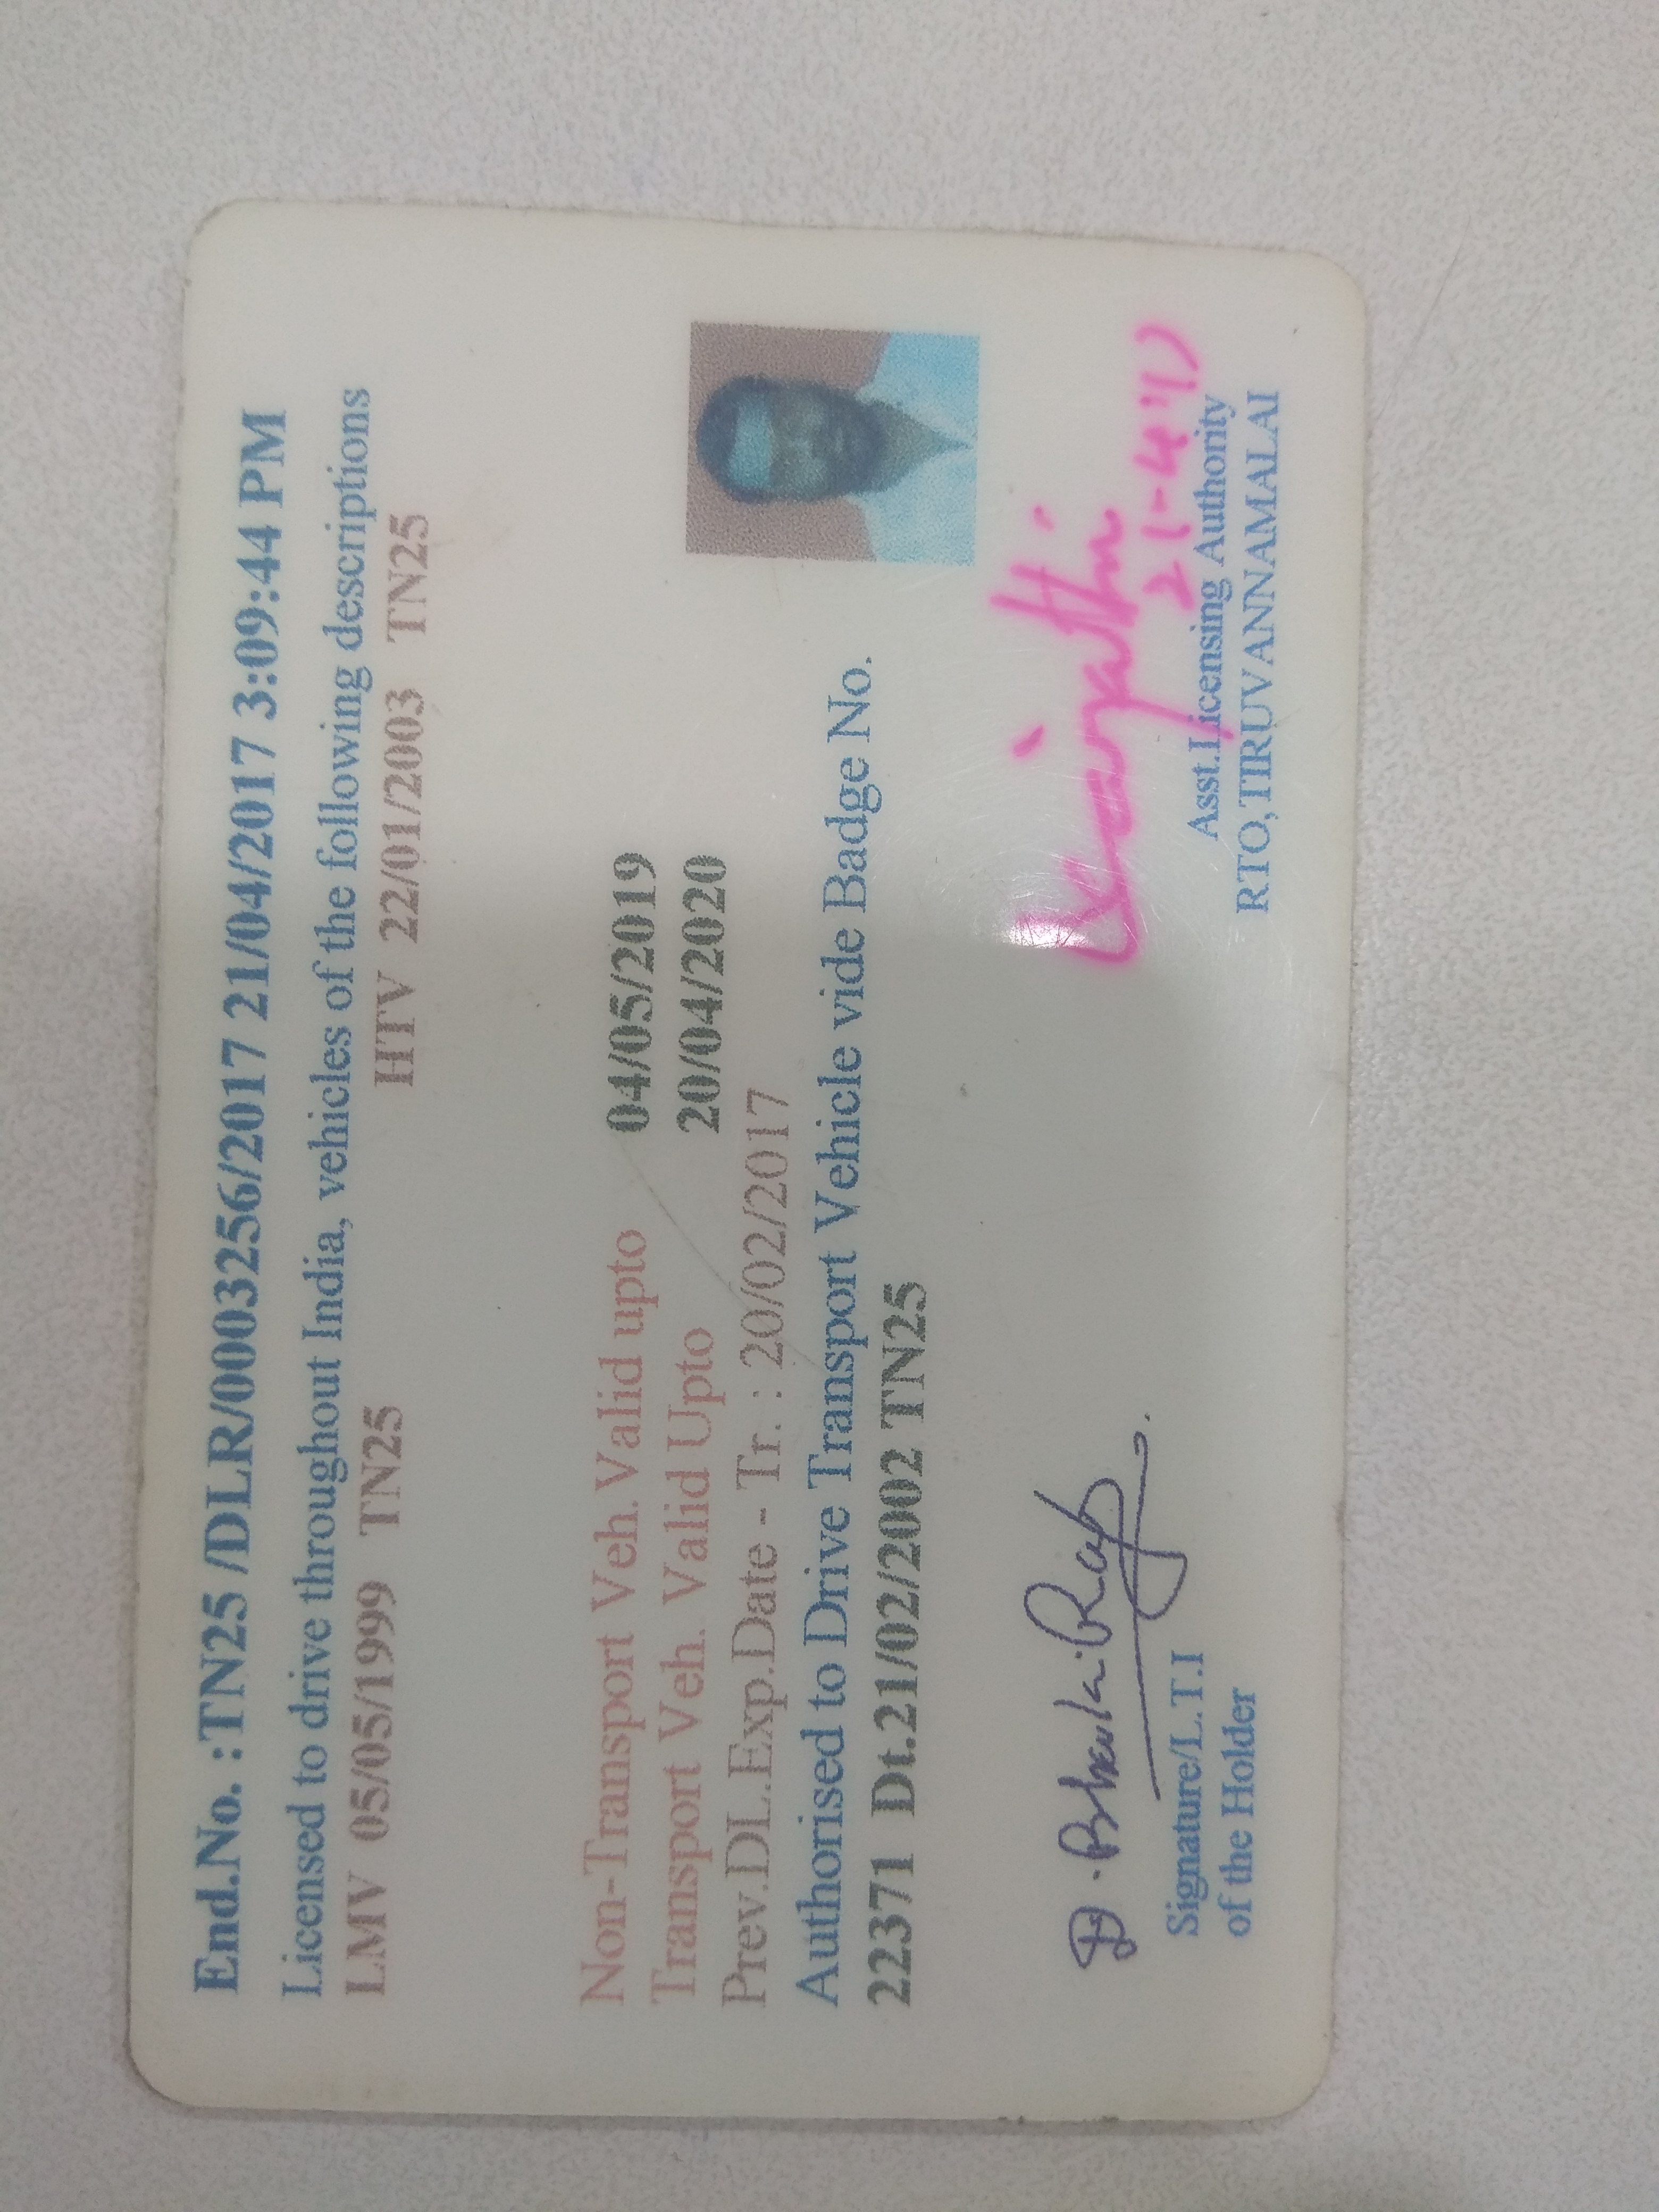 End.No. :TN25 /DLR/0003256/2017 21/04/2017 3:09:44 PM
Licensed to drive throughout India, vehicles of the following descriptions
LMV 05/05/1999 TN25 HTV 22/01/2003 TN25
Non-Transport Veh.Valid upto 04/05/2019
Transport Veh. Valid Upto 20/04/2020
Prev.DL.Exp.Date - Tr. : 20/02/2017
Authorised to Drive Transport Vehicle vide Badge No.
22371 Dt.21/02/2002 TN25
Signature/L.T.I
of the Holder
Asst.Licensing Authority
RTO,TIRUVANNAMALAI